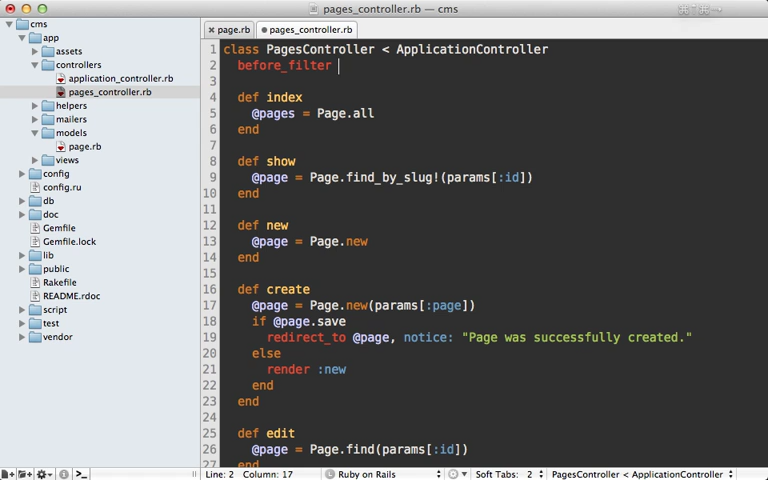 pages_controller.rb — cms
cms
app
assets
controllers
application_controller.rb
pages_controller.rb
helpers
mailers
models
page.rb
views
config
config.ru
db
doc
Gemfile
Gemfile.lock
lib
public
Rakefile
README.rdoc
script
test
vendor
page.rb
pages_controller.rb
1 class PagesController < ApplicationController
2 before_filter
3
4 def index
5 @pages = Page.all
6 end
7
8 def show
9 @page = Page.find_by_slug!(params[:id])
10 end
11
12 def new
13 @page = Page.new
14 end
15
16 def create
17 @page = Page.new(params[:page])
18 if @page.save
19 redirect_to @page, notice: "Page was successfully created."
20 else
21 render :new
22 end
23 end
24
25 def edit
26 @page = Page.find(params[:id])
27 end
Line: 2 Column: 17
Ruby on Rails
Soft Tabs: 2
PagesController < ApplicationController